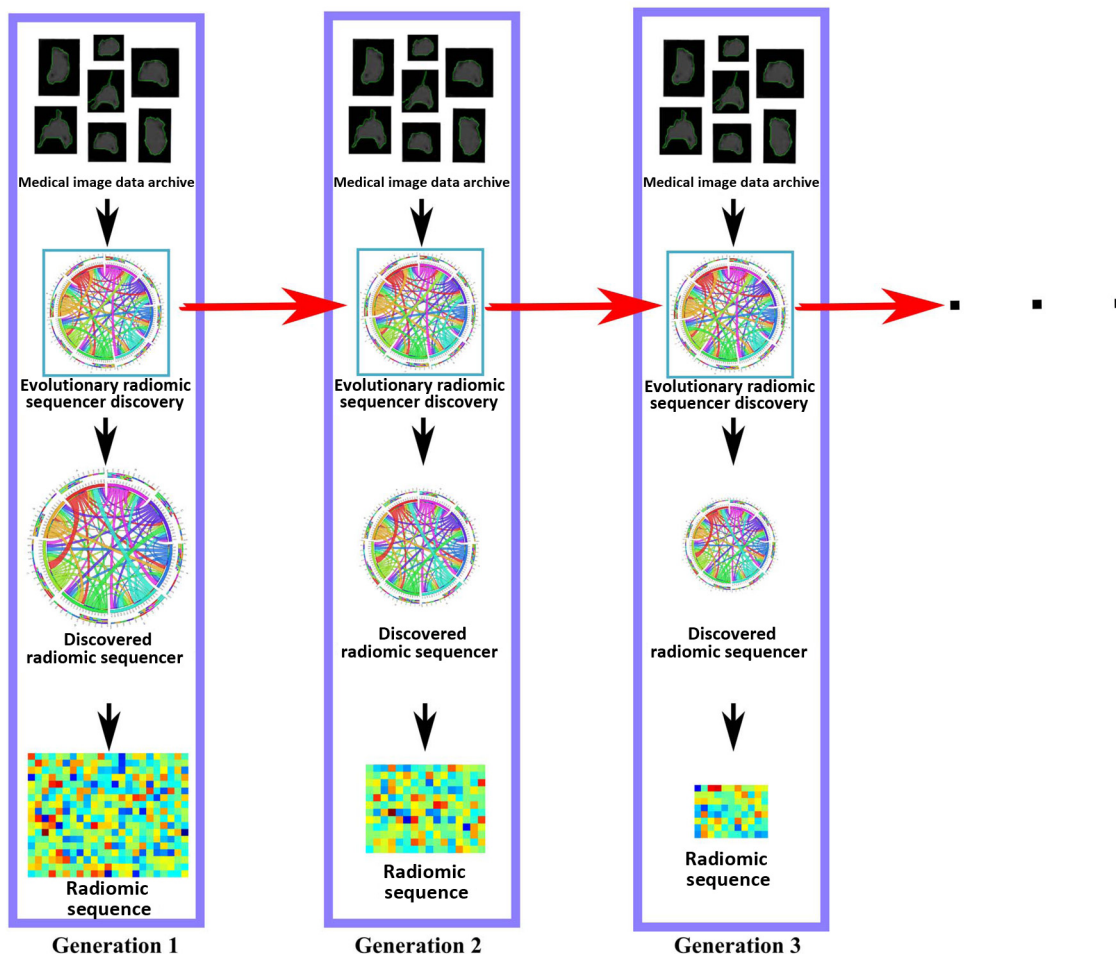 Medical image data archive
Evolutionary radiomic
sequencer discovery
Discovered
radiomic sequencer
Radiomic
sequence
Generation 1
Medical image data archive
Evolutionary radiomic
sequencer discovery
Discovered
radiomic sequencer
Radiomic
sequence
Generation 2
Medical image data archive
Evolutionary radiomic
sequencer discovery
Discovered
radiomic sequencer
Radiomic
sequence
Generation 3